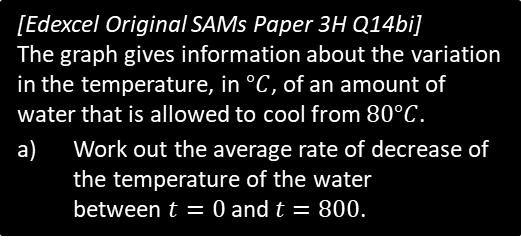 [Edexcel Original SAMs Paper 3H Q14bi]
The graph gives information about the variation
in the temperature, in °C, of an amount of
water that is allowed to cool from 80°C.
a) Work out the average rate of decrease of
the temperature of the water
between t = 0 and t = 800.